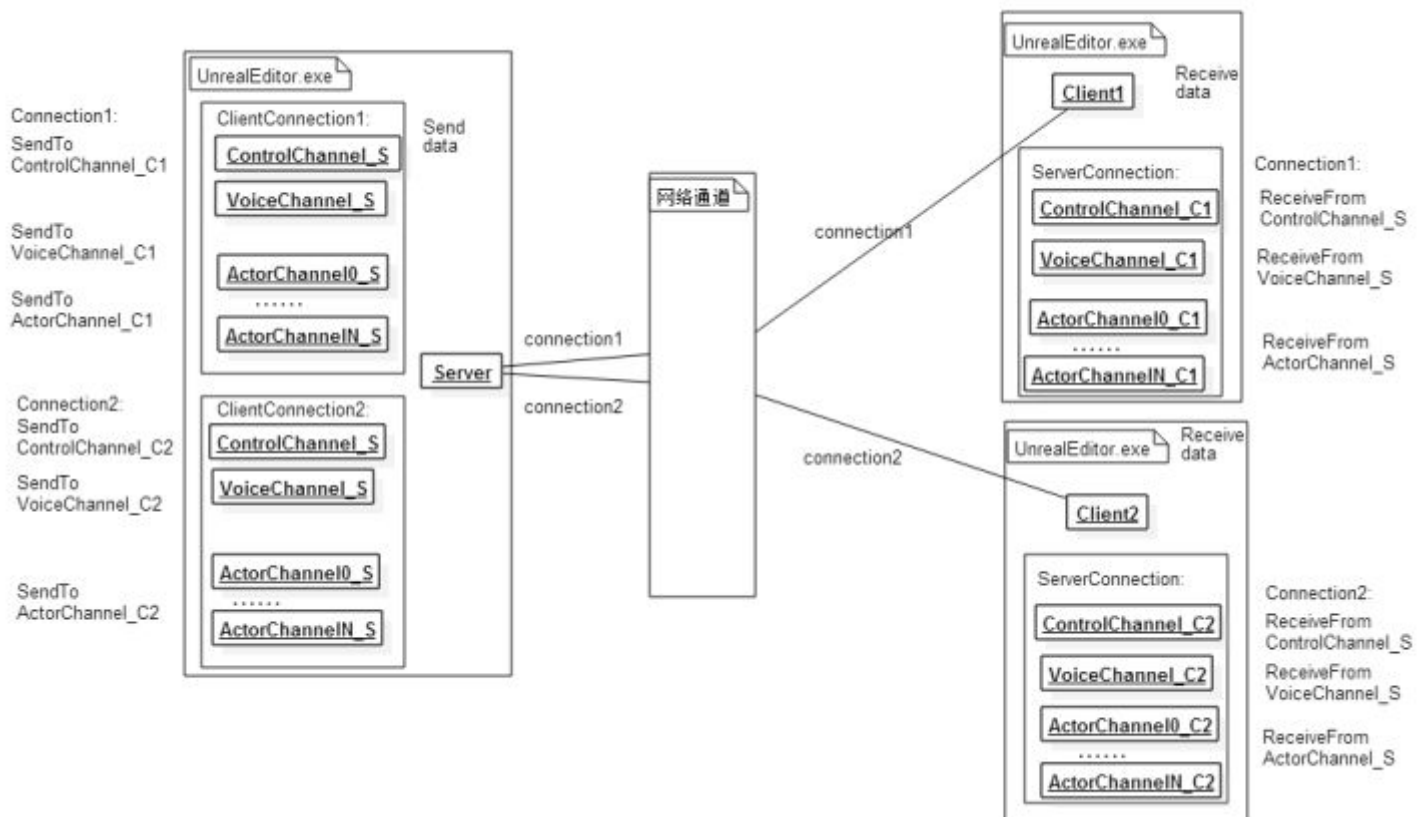 Connection1:
SendTo
ControlChannel_C1
SendTo
VoiceChannel_C1
SendTo
ActorChannel_C1
Connection2:
SendTo
ControlChannel_C2
SendTo
VoiceChannel_C2
SendTo
ActorChannel_C2
UnrealEditor.exe
ClientConnection1:
ControlChannel_S
VoiceChannel_S
ActorChannel0_S
......
ActorChannelN_S
Send
data
Server
ClientConnection2:
ControlChannel_S
VoiceChannel_S
ActorChannel0_S
......
ActorChannelN_S
connection1
connection2
网络通道
connection1
connection2
UnrealEditor.exe
Client1
Receive
data
ServerConnection:
ControlChannel_C1
VoiceChannel_C1
ActorChannel0_C1
......
ActorChannelN_C1
Connection1:
ReceiveFrom
ControlChannel_S
ReceiveFrom
VoiceChannel_S
ReceiveFrom
ActorChannel_S
UnrealEditor.exe
Receive
data
Client2
ServerConnection:
ControlChannel_C2
VoiceChannel_C2
ActorChannel0_C2
......
ActorChannelN_C2
Connection2:
ReceiveFrom
ControlChannel_S
ReceiveFrom
VoiceChannel_S
ReceiveFrom
ActorChannel_S